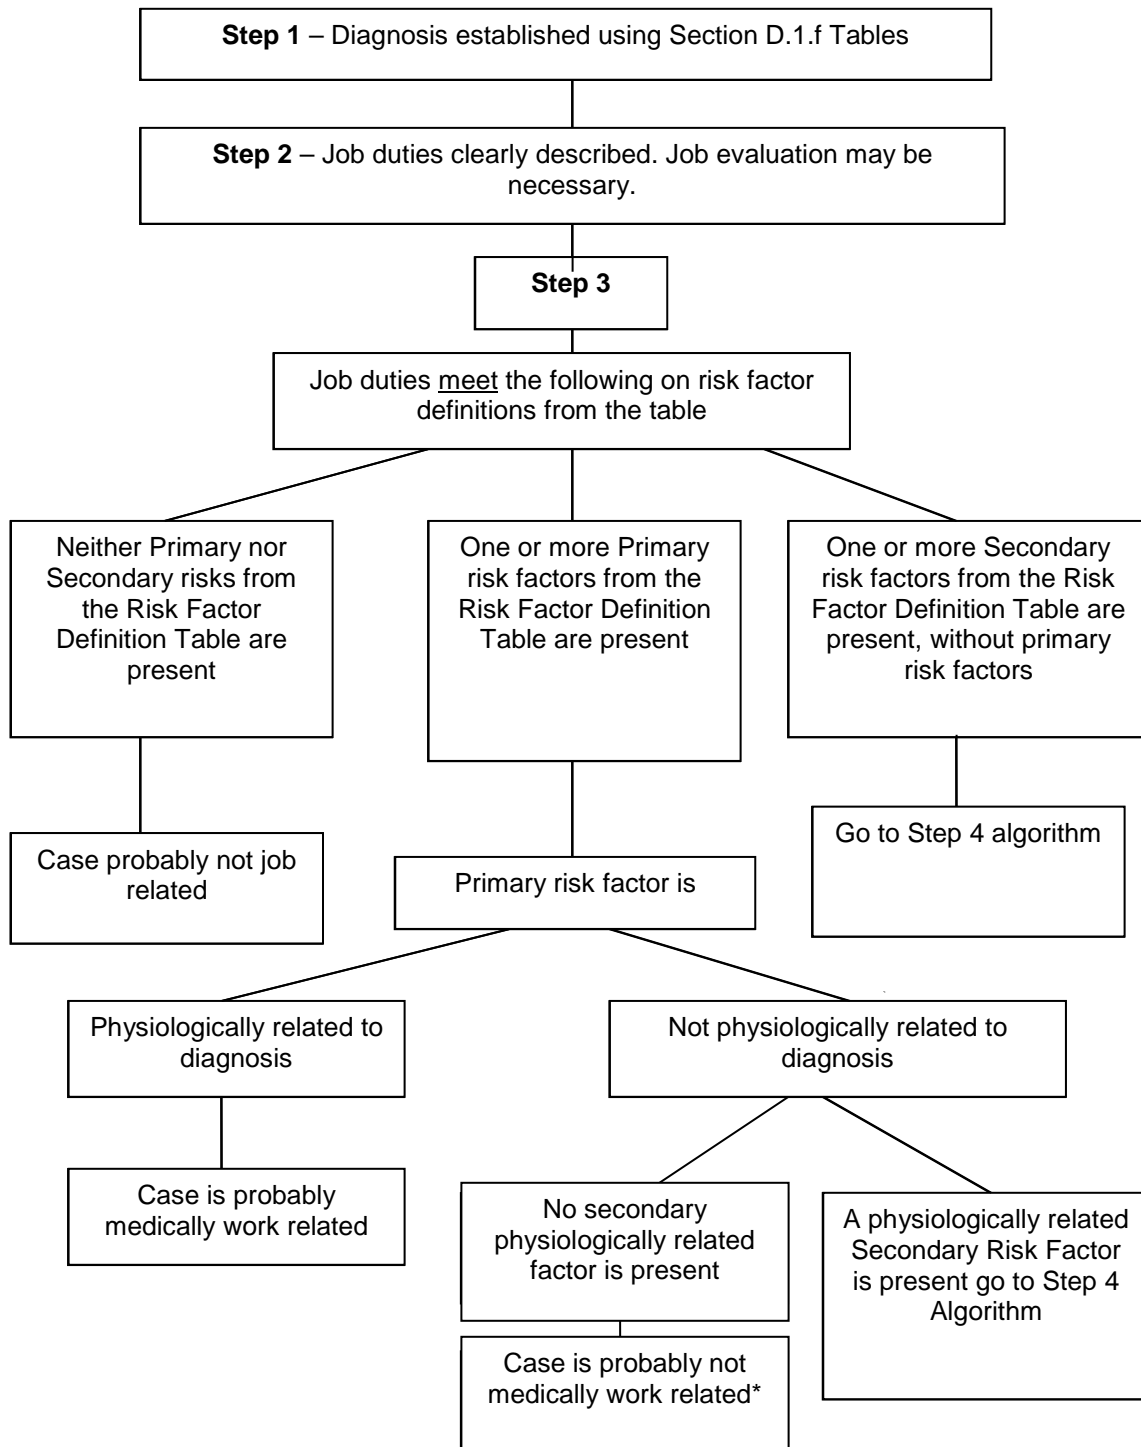 Step 1 – Diagnosis established using Section D.1.f Tables
Step 2 – Job duties clearly described. Job evaluation may be
necessary.
Step 3
Job duties meet the following on risk factor
definitions from the table
Neither Primary nor
Secondary risks from
the Risk Factor
Definition Table are
present
One or more Primary
risk factors from the
Risk Factor Definition
Table are present
One or more Secondary
risk factors from the Risk
Factor Definition Table are
present, without primary
risk factors
Case probably not job
related
Primary risk factor is
Go to Step 4 algorithm
Physiologically related to
diagnosis
Not physiologically related to
diagnosis
Case is probably
medically work related
No secondary
physiologically related
factor is present
A physiologically related
Secondary Risk Factor
is present go to Step 4
Algorithm
Case is probably not
medically work related*